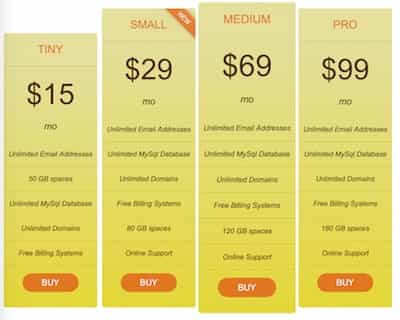 TINY
$15
mo
Unlimited Email Addresses
50 GB spaces
Unlimited MySql Database
Unlimited Domains
Free Billing Systems
BUY
SMALL
NEW
$29
mo
Unlimited Email Addresses
Unlimited MySql Database
Unlimited Domains
Free Billing Systems
80 GB spaces
Online Support
BUY
MEDIUM
$69
mo
Unlimited Email Addresses
Unlimited MySql Database
Unlimited Domains
Free Billing Systems
120 GB spaces
Online Support
BUY
PRO
$99
mo
Unlimited Email Addresses
Unlimited MySql Database
Unlimited Domains
Free Billing Systems
180 GB spaces
Online Support
BUY